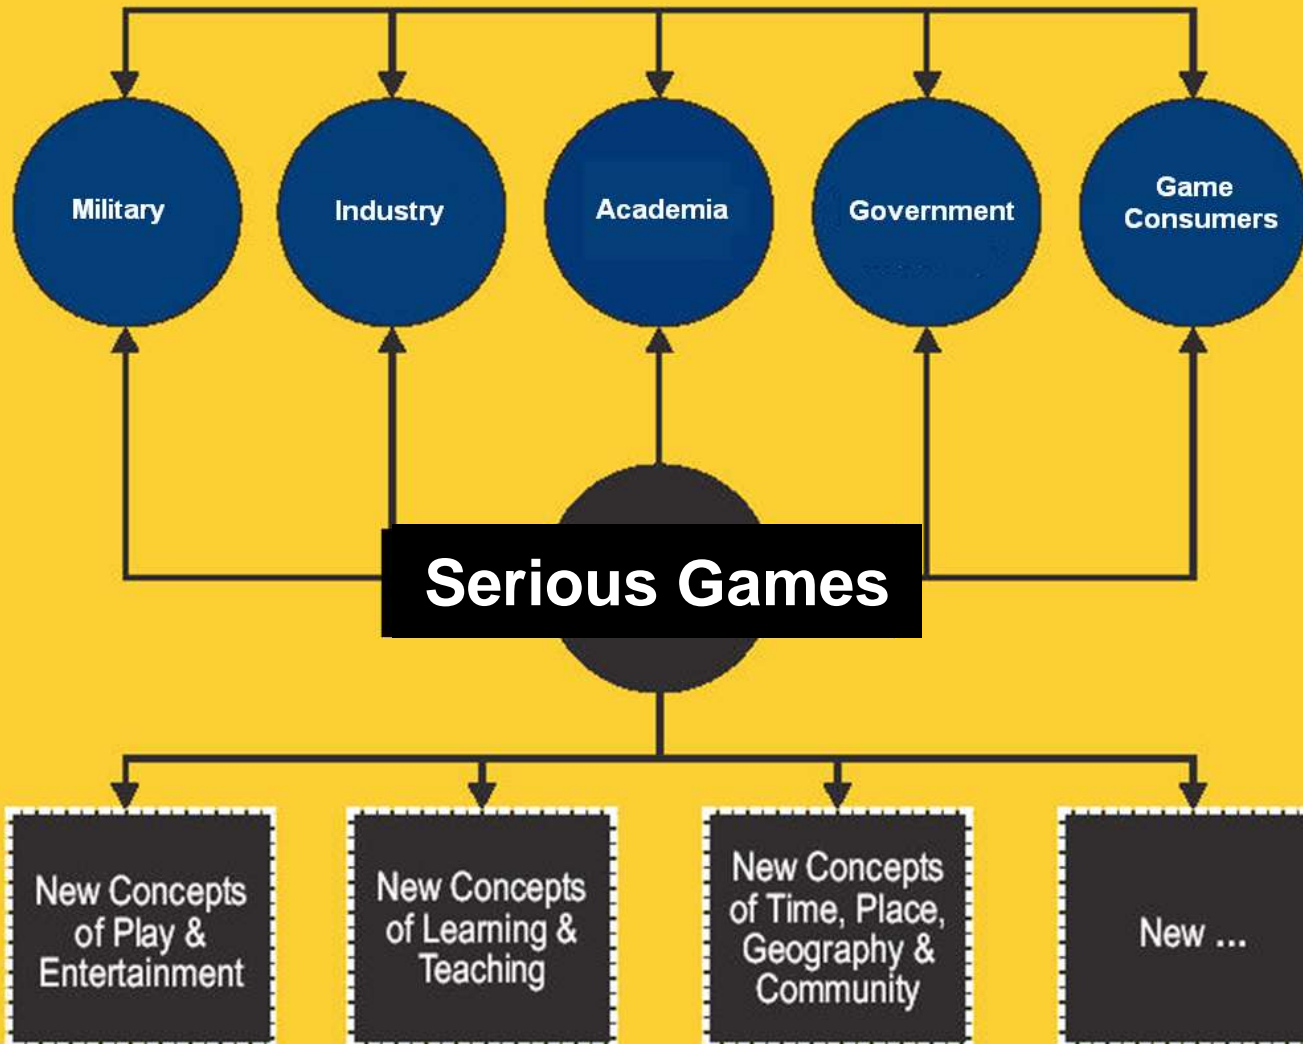 Military
Industry
Academia
Government
Game
Consumers
Serious Games
New Concepts
of Play &
Entertainment
New Concepts
of Learning &
Teaching
New Concepts
of Time, Place,
Geography &
Community
New ...